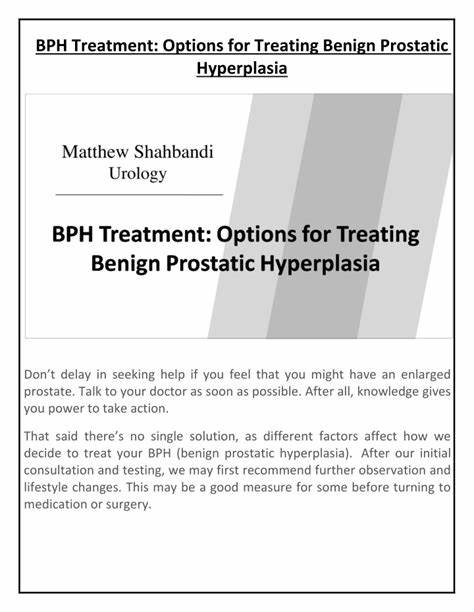 BPH Treatment: Options for Treating Benign Prostatic
Hyperplasia
Matthew Shahbandi
Urology
BPH Treatment: Options for Treating
Benign Prostatic Hyperplasia
Don’t delay in seeking help if you feel that you might have an enlarged
prostate. Talk to your doctor as soon as possible. After all, knowledge gives
you power to take action.
That said there’s no single solution, as different factors affect how we
decide to treat your BPH (benign prostatic hyperplasia). After our initial
consultation and testing, we may first recommend further observation and
lifestyle changes. This may be a good measure for some before turning to
medication or surgery.